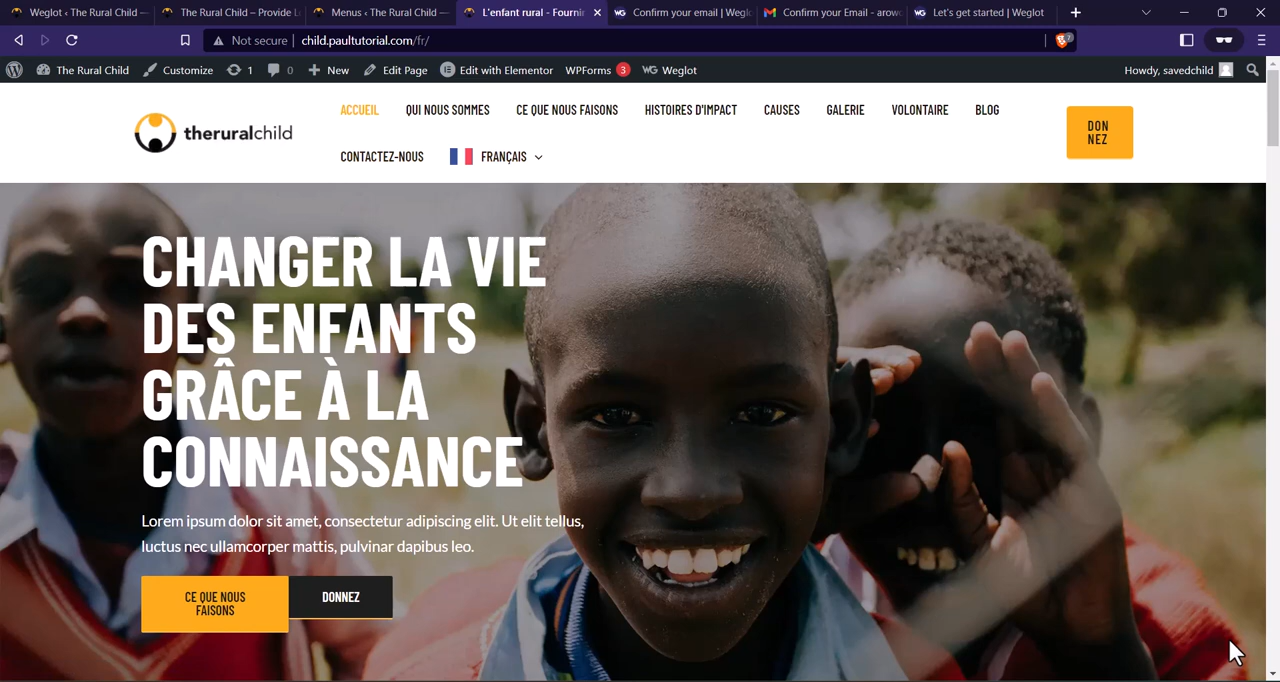 Weglot ‹ The Rural Child —
The Rural Child – Provide L
Menus ‹ The Rural Child —
L'enfant rural - Fournir
Confirm your email | Weglo
Confirm your Email - arow
Let's get started | Weglot
Not secure | child.paultutorial.com/fr/
7
The Rural Child
Customize
1
0
New
Edit Page
Edit with Elementor
WPForms 3
WG Weglot
Howdy, savedchild
ACCUEIL
QUI NOUS SOMMES
CE QUE NOUS FAISONS
HISTOIRES D'IMPACT
CAUSES
GALERIE
VOLONTAIRE
BLOG
CONTACTEZ-NOUS
FRANÇAIS
theruralchild
DON
NEZ
CHANGER LA VIE
DES ENFANTS
GRÂCE À LA
CONNAISSANCE
Lorem ipsum dolor sit amet, consectetur adipiscing elit. Ut elit tellus,
luctus nec ullamcorper mattis, pulvinar dapibus leo.
CE QUE NOUS
FAISONS
DONNEZ